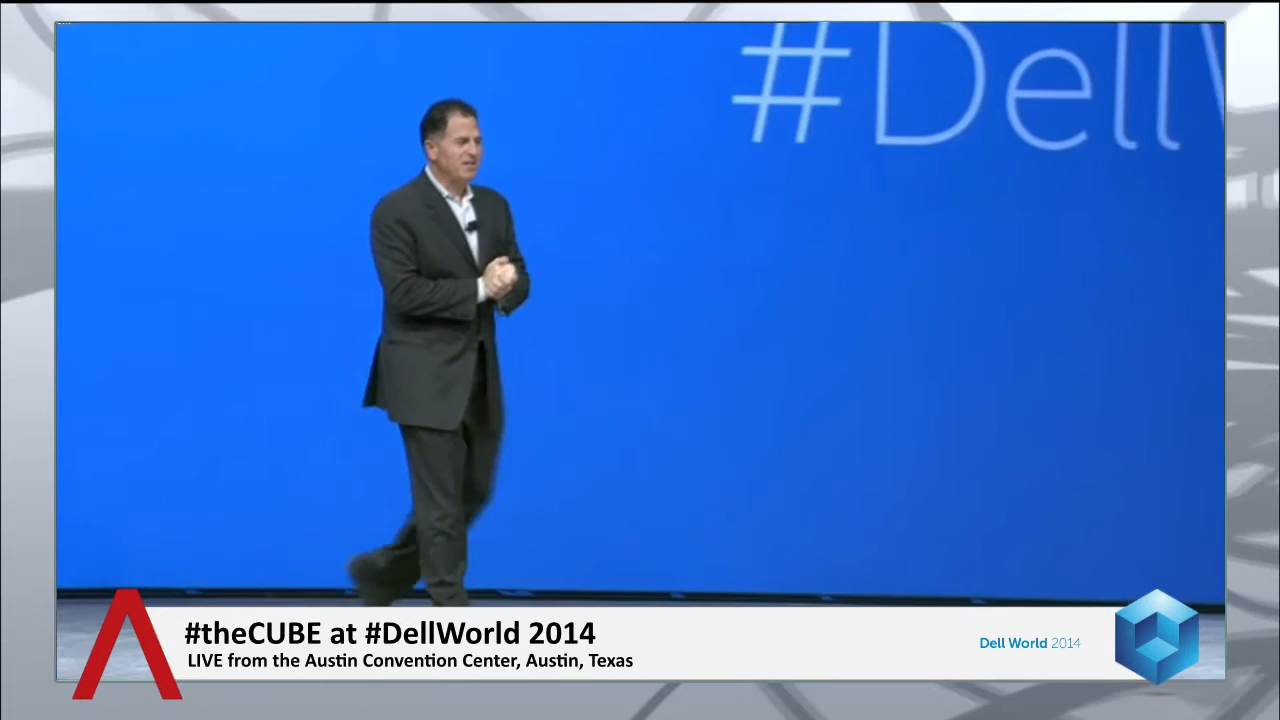 #Dell
#theCUBE at #DellWorld 2014
LIVE from the Austin Convention Center, Austin, Texas
Dell World 2014